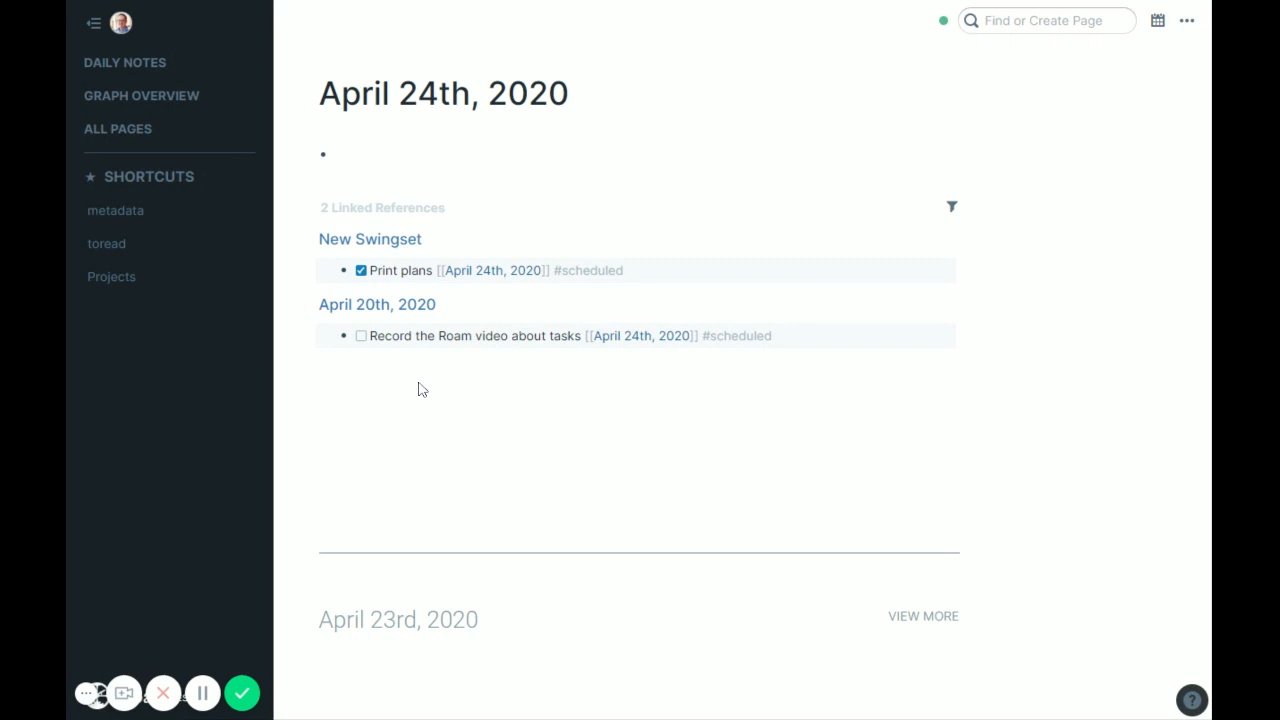 Find or Create Page
DAILY NOTES
GRAPH OVERVIEW
ALL PAGES
★ SHORTCUTS
metadata
toread
Projects
April 24th, 2020
2 Linked References
New Swingset
Print plans [[April 24th, 2020]] #scheduled
April 20th, 2020
Record the Roam video about tasks [[April 24th, 2020]] #scheduled
April 23rd, 2020
VIEW MORE
?